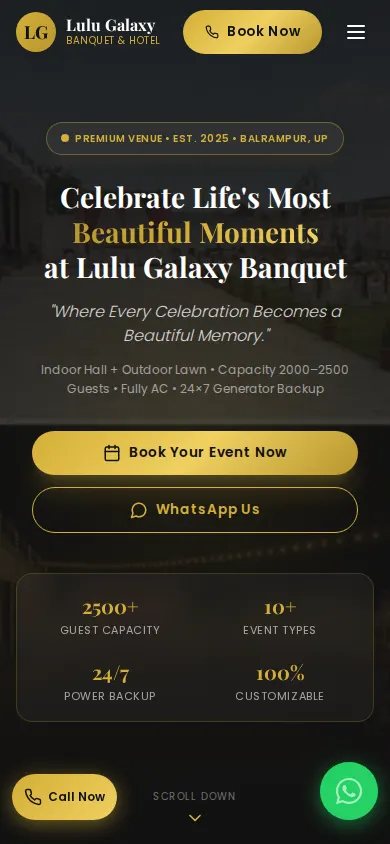 LG
Lulu Galaxy
BANQUET & HOTEL
Book Now
PREMIUM VENUE • EST. 2025 • BALRAMPUR, UP
Celebrate Life's Most
Beautiful Moments
at Lulu Galaxy Banquet
"Where Every Celebration Becomes a
Beautiful Memory."
Indoor Hall + Outdoor Lawn • Capacity 2000–2500
Guests • Fully AC • 24×7 Generator Backup
Book Your Event Now
WhatsApp Us
2500+
GUEST CAPACITY
10+
EVENT TYPES
24/7
POWER BACKUP
100%
CUSTOMIZABLE
Call Now
SCROLL DOWN